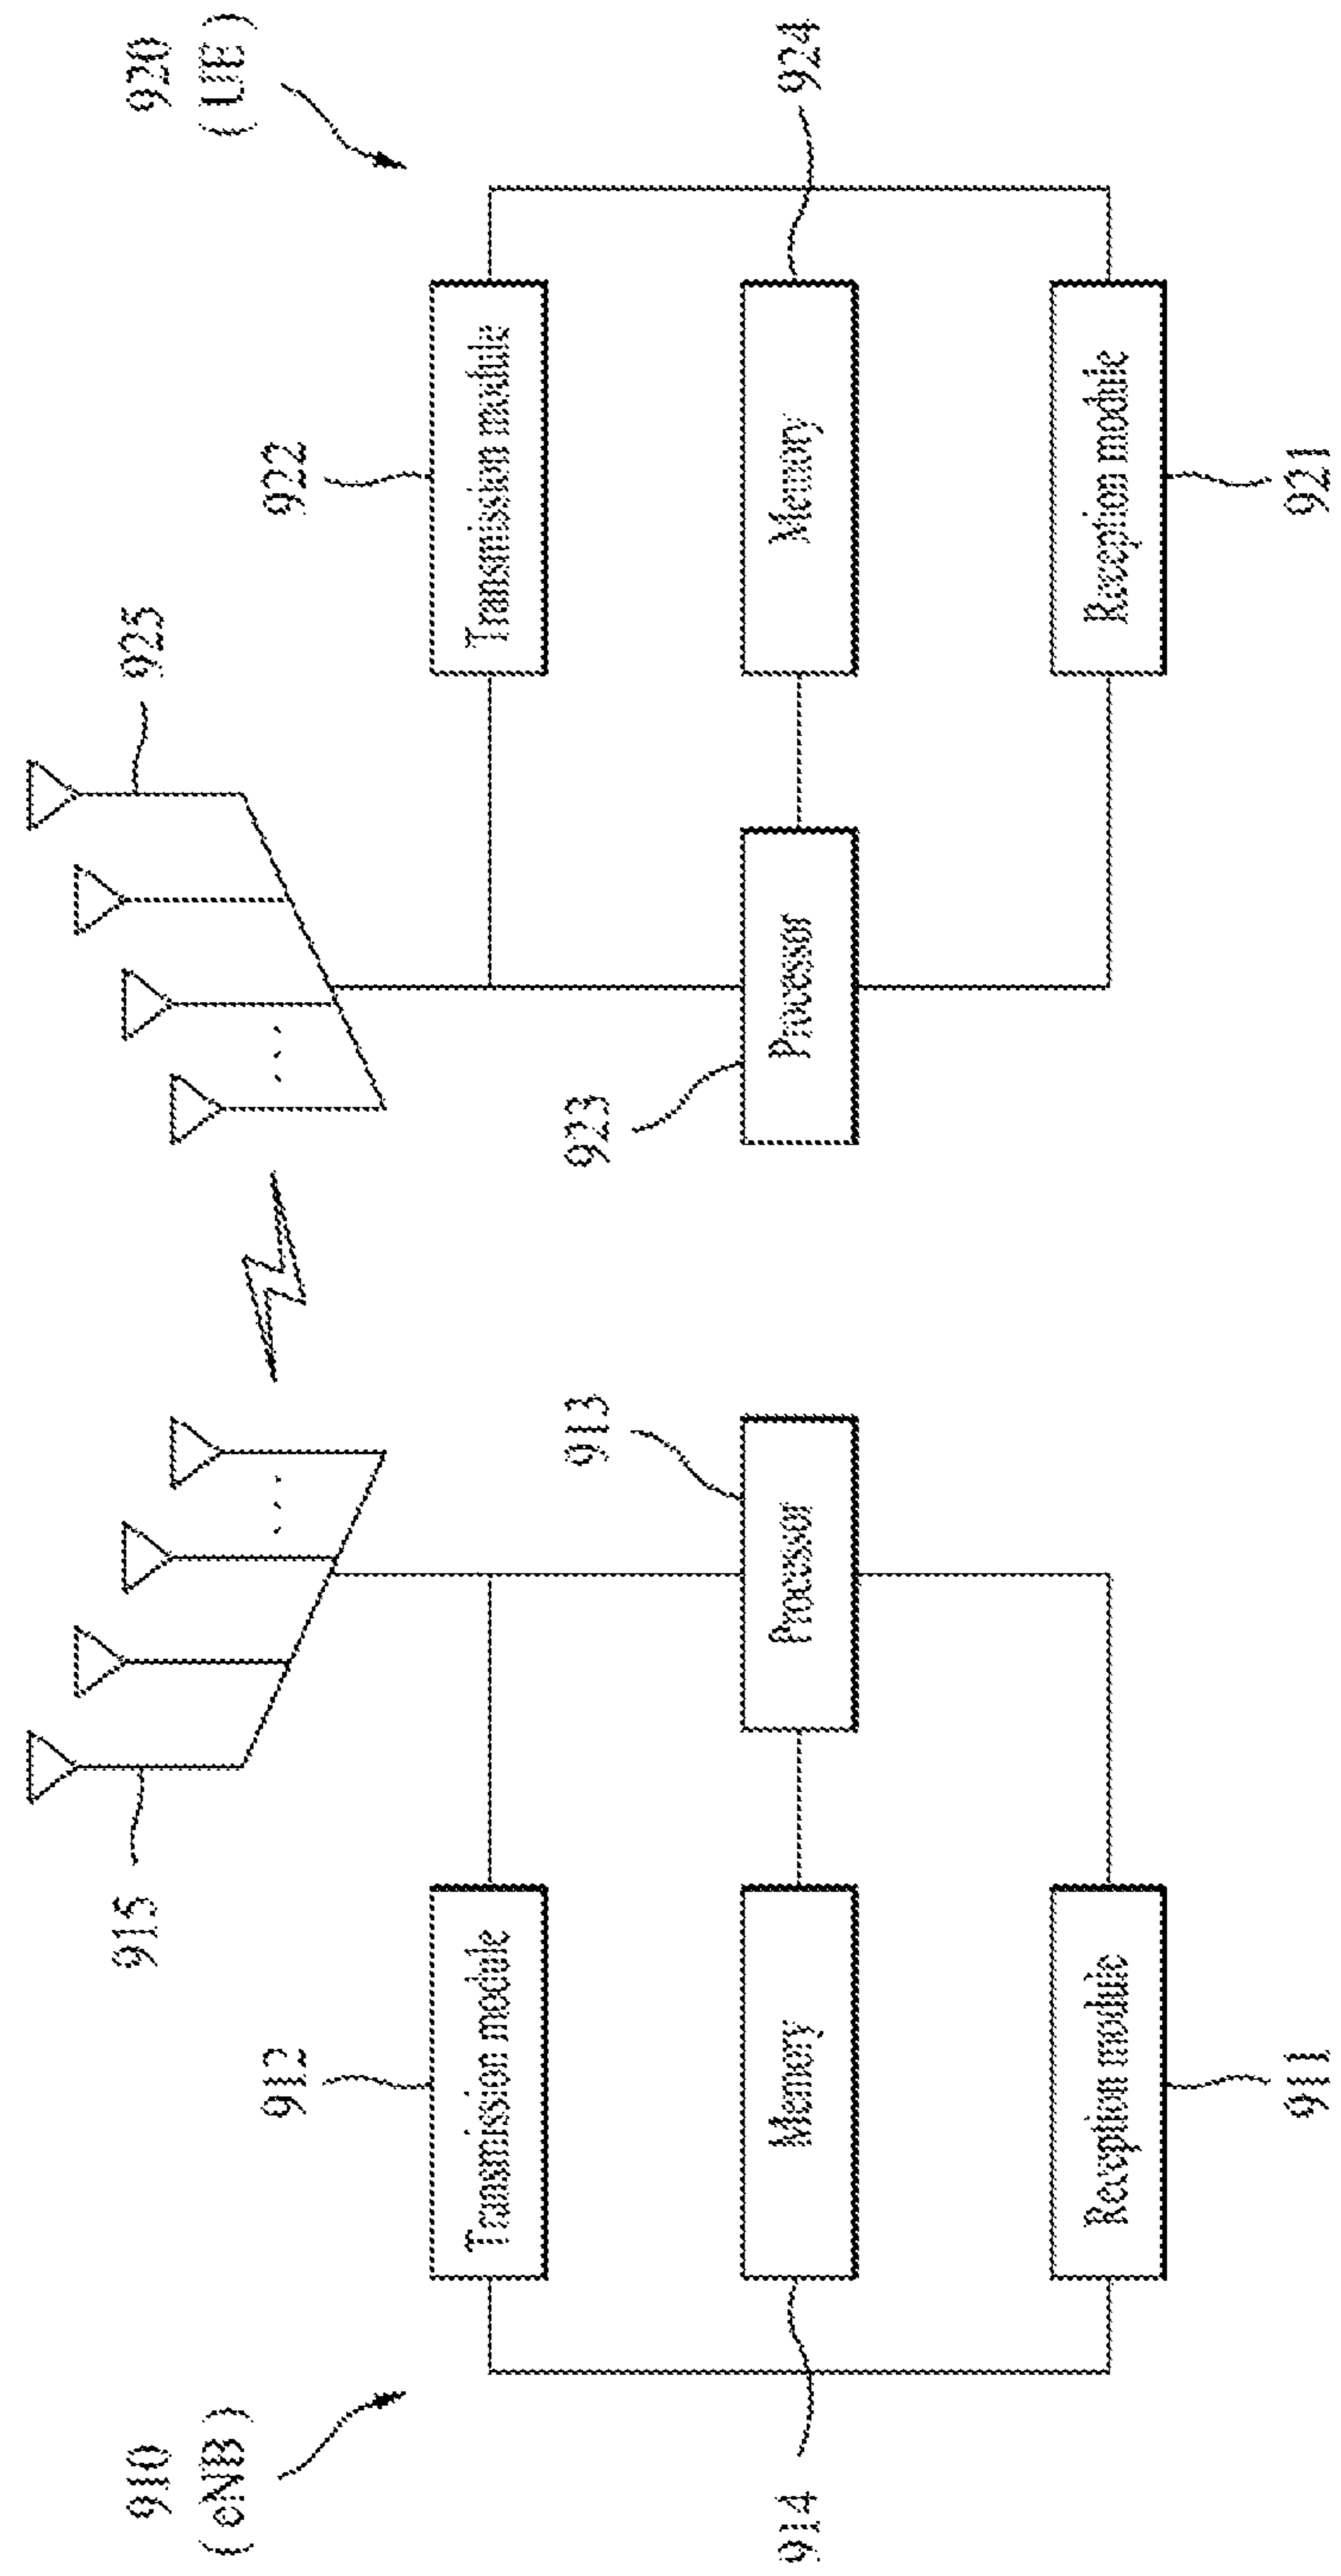 910
( eNB )
915
912
Transmission module
914
Memory
913
Processor
911
Reception module
920
( UE )
925
922
Transmission module
923
Processor
924
Memory
921
Reception module